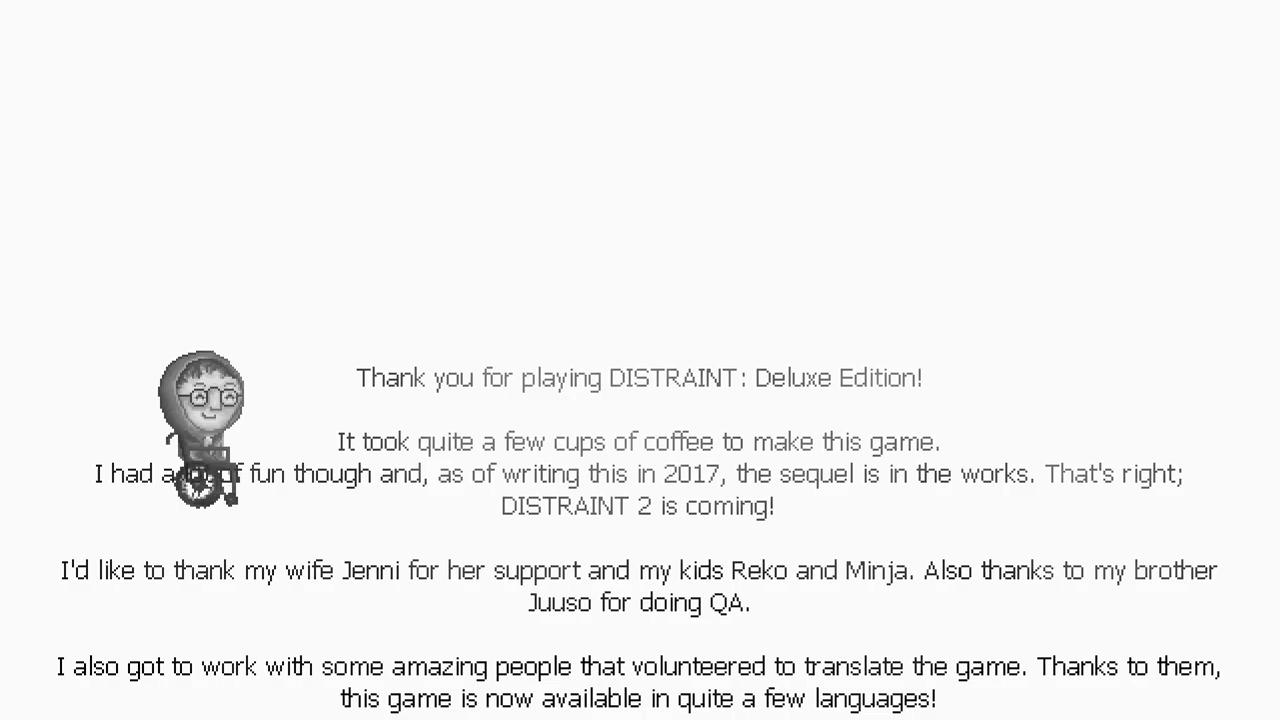 Thank you for playing DISTRAINT: Deluxe Edition!
It took quite a few cups of coffee to make this game.
I had a lot of fun though and, as of writing this in 2017, the sequel is in the works. That's right;
DISTRAINT 2 is coming!
I'd like to thank my wife Jenni for her support and my kids Reko and Minja. Also thanks to my brother
Juuso for doing QA.
I also got to work with some amazing people that volunteered to translate the game. Thanks to them,
this game is now available in quite a few languages!